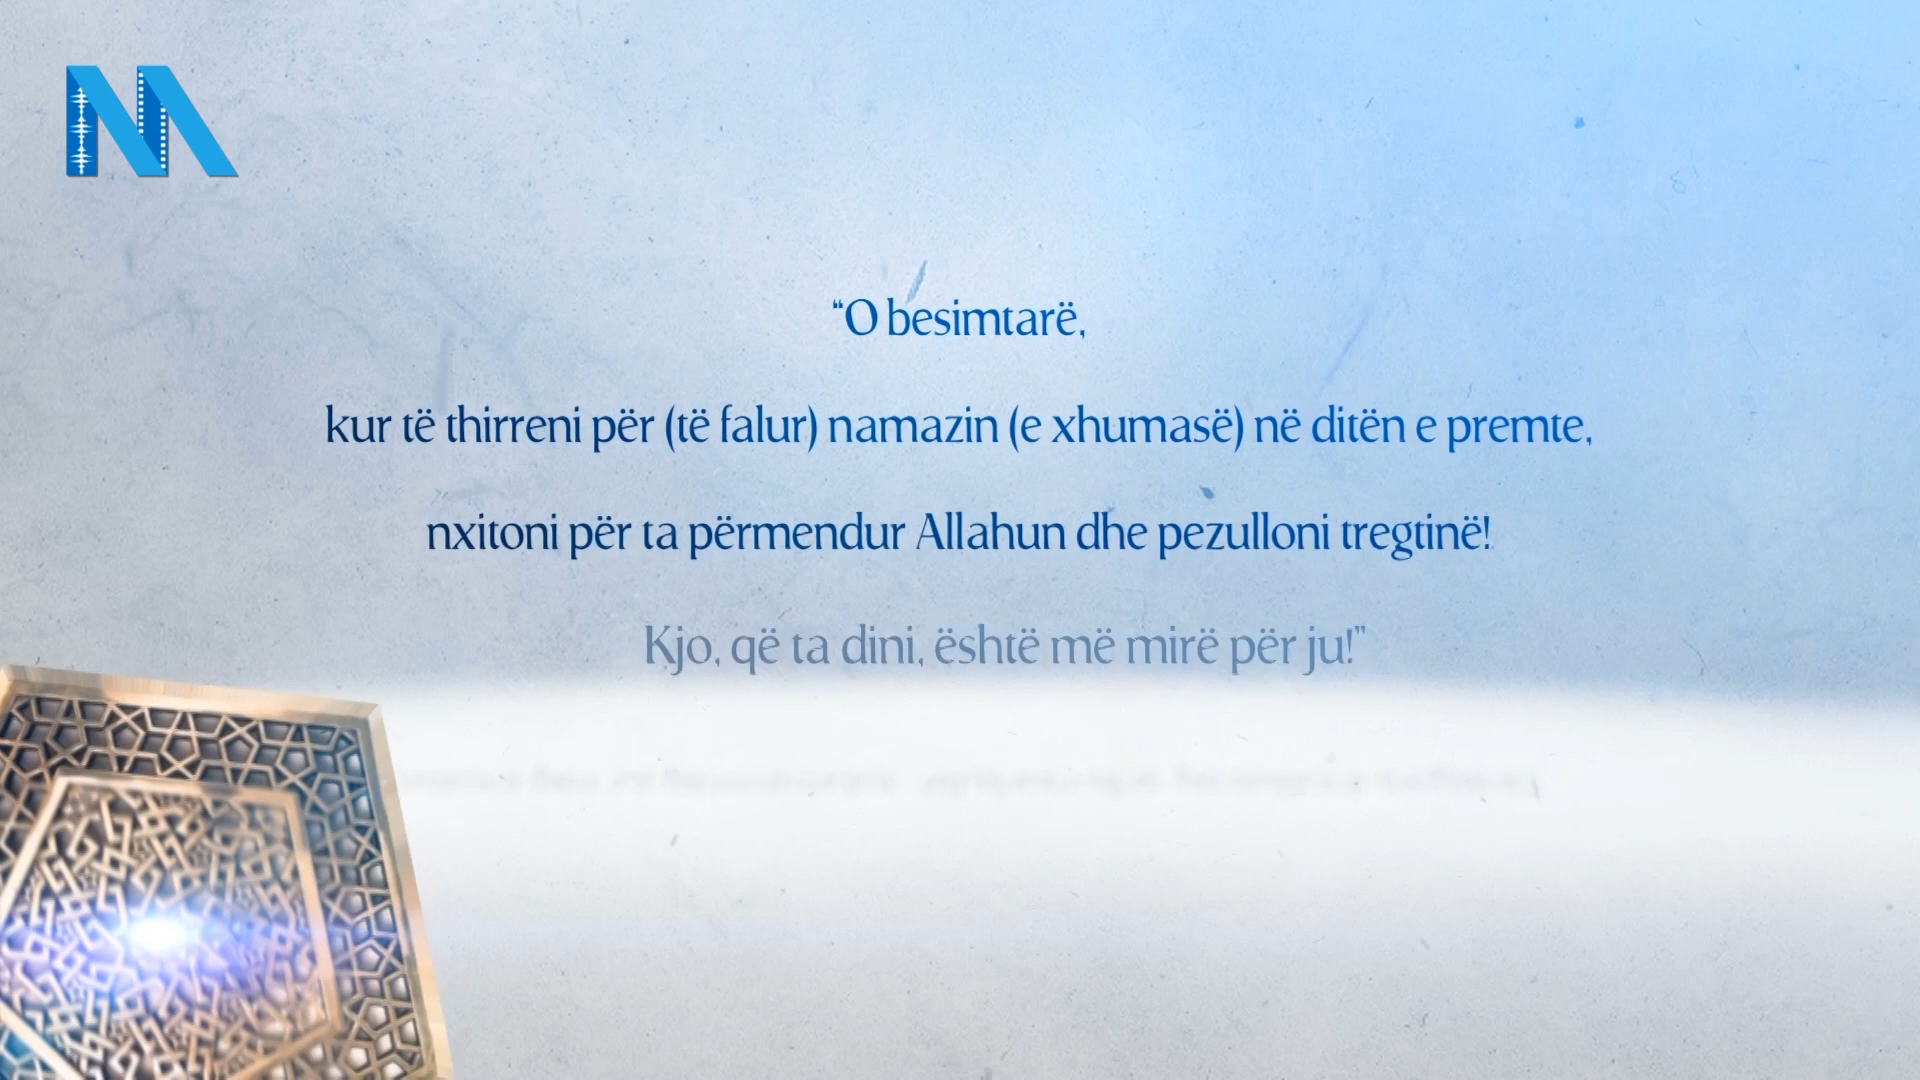 “O besimtarë,
kur të thirreni për (të falur) namazin (e xhumasë) në ditën e premte,
nxitoni për ta përmendur Allahun dhe pezulloni tregtinë!
Kjo, që ta dini, është më mirë për ju!”